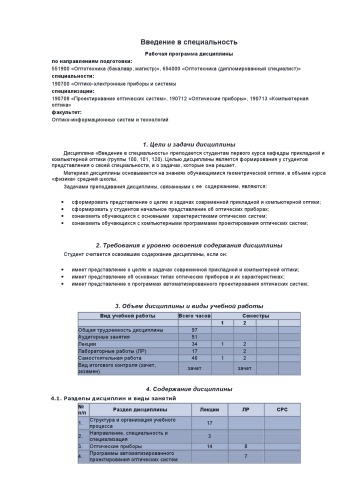 Введение в специальность
Рабочая программа дисциплины
по направлениям подготовки:
551900 «Оптотехника (бакалавр, магистр)», 654000 «Оптотехника (дипломированный специалист)»
специальности:
190700 «Оптико-электронные приборы и системы
специализации:
190709 «Проектирование оптических систем», 190712 «Оптические приборы», 190713 «Компьютерная
оптика»
факультет:
Оптико-информационных систем и технологий
1. Цели и задачи дисциплины
Дисциплина «Введение в специальность» преподается студентам первого курса кафедры прикладной и
компьютерной оптики (группы 100, 101, 120). Целью дисциплины является формирования у студентов
представления о своей специальности, и о задачах, которые она решает.
Материал дисциплины основывается на знаниях обучающимися геометрической оптики, в объеме курса
«физика» средней школы.
Задачами преподавания дисциплины, связанными с ее содержанием, являются:
• сформировать представление о целях и задачах современной прикладной и компьютерной оптики;
• сформировать у студентов начальное представление об оптических приборах;
• ознакомить обучающихся с основными характеристиками оптических систем;
• ознакомить обучающихся с компьютерными программами проектирования оптических систем;
2. Требования к уровню освоения содержания дисциплины
Студент считается освоившим содержание дисциплины, если он:
• имеет представление о целях и задачах современной прикладной и компьютерной оптики;
• имеет представление об основных типах оптических приборов и их характеристиках;
• имеет представление о программах автоматизированного проектирования оптических систем;
3. Объем дисциплины и виды учебной работы
Вид учебной работы Всего часов Семестры
1 2
Общая трудоемкость дисциплины 97
Аудиторные занятия 51
Лекции 34 1 2
Лабораторные работы (ЛР) 17 2
Самостоятельная работа 46 1 2
Вид итогового контроля (зачет,
экзамен) зачет зачет
4. Содержание дисциплины
4.1. Разделы дисциплин и виды занятий
№
п/п Раздел дисциплины Лекции ЛР СРС
1. Структура и организация учебного
процесса 17
2. Направление, специальность и
специализация 3
3. Оптические приборы 14 8
4. Программы автоматизированного
проектирования оптических систем 7